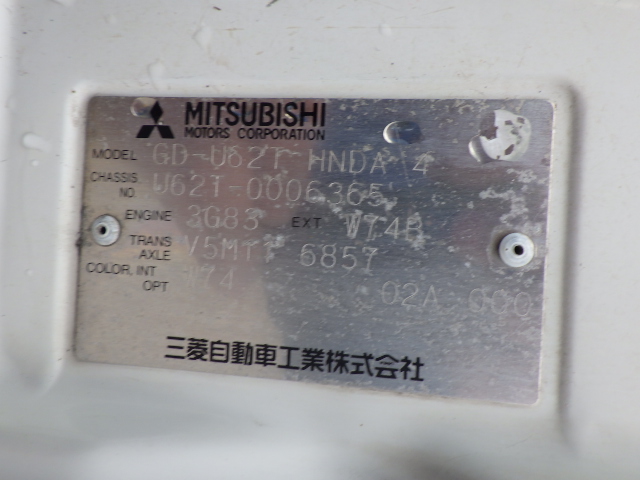 MITSUBISHI
MOTORS CORPORATION
MODEL GD-U62T HNDA 4
CHASSIS NO. U62T-0006365
ENGINE 3G83 EXT W74B
TRANS AXLE V5MT1 6857
COLOR, INT OPT 02A 000
三菱自動車工業株式会社